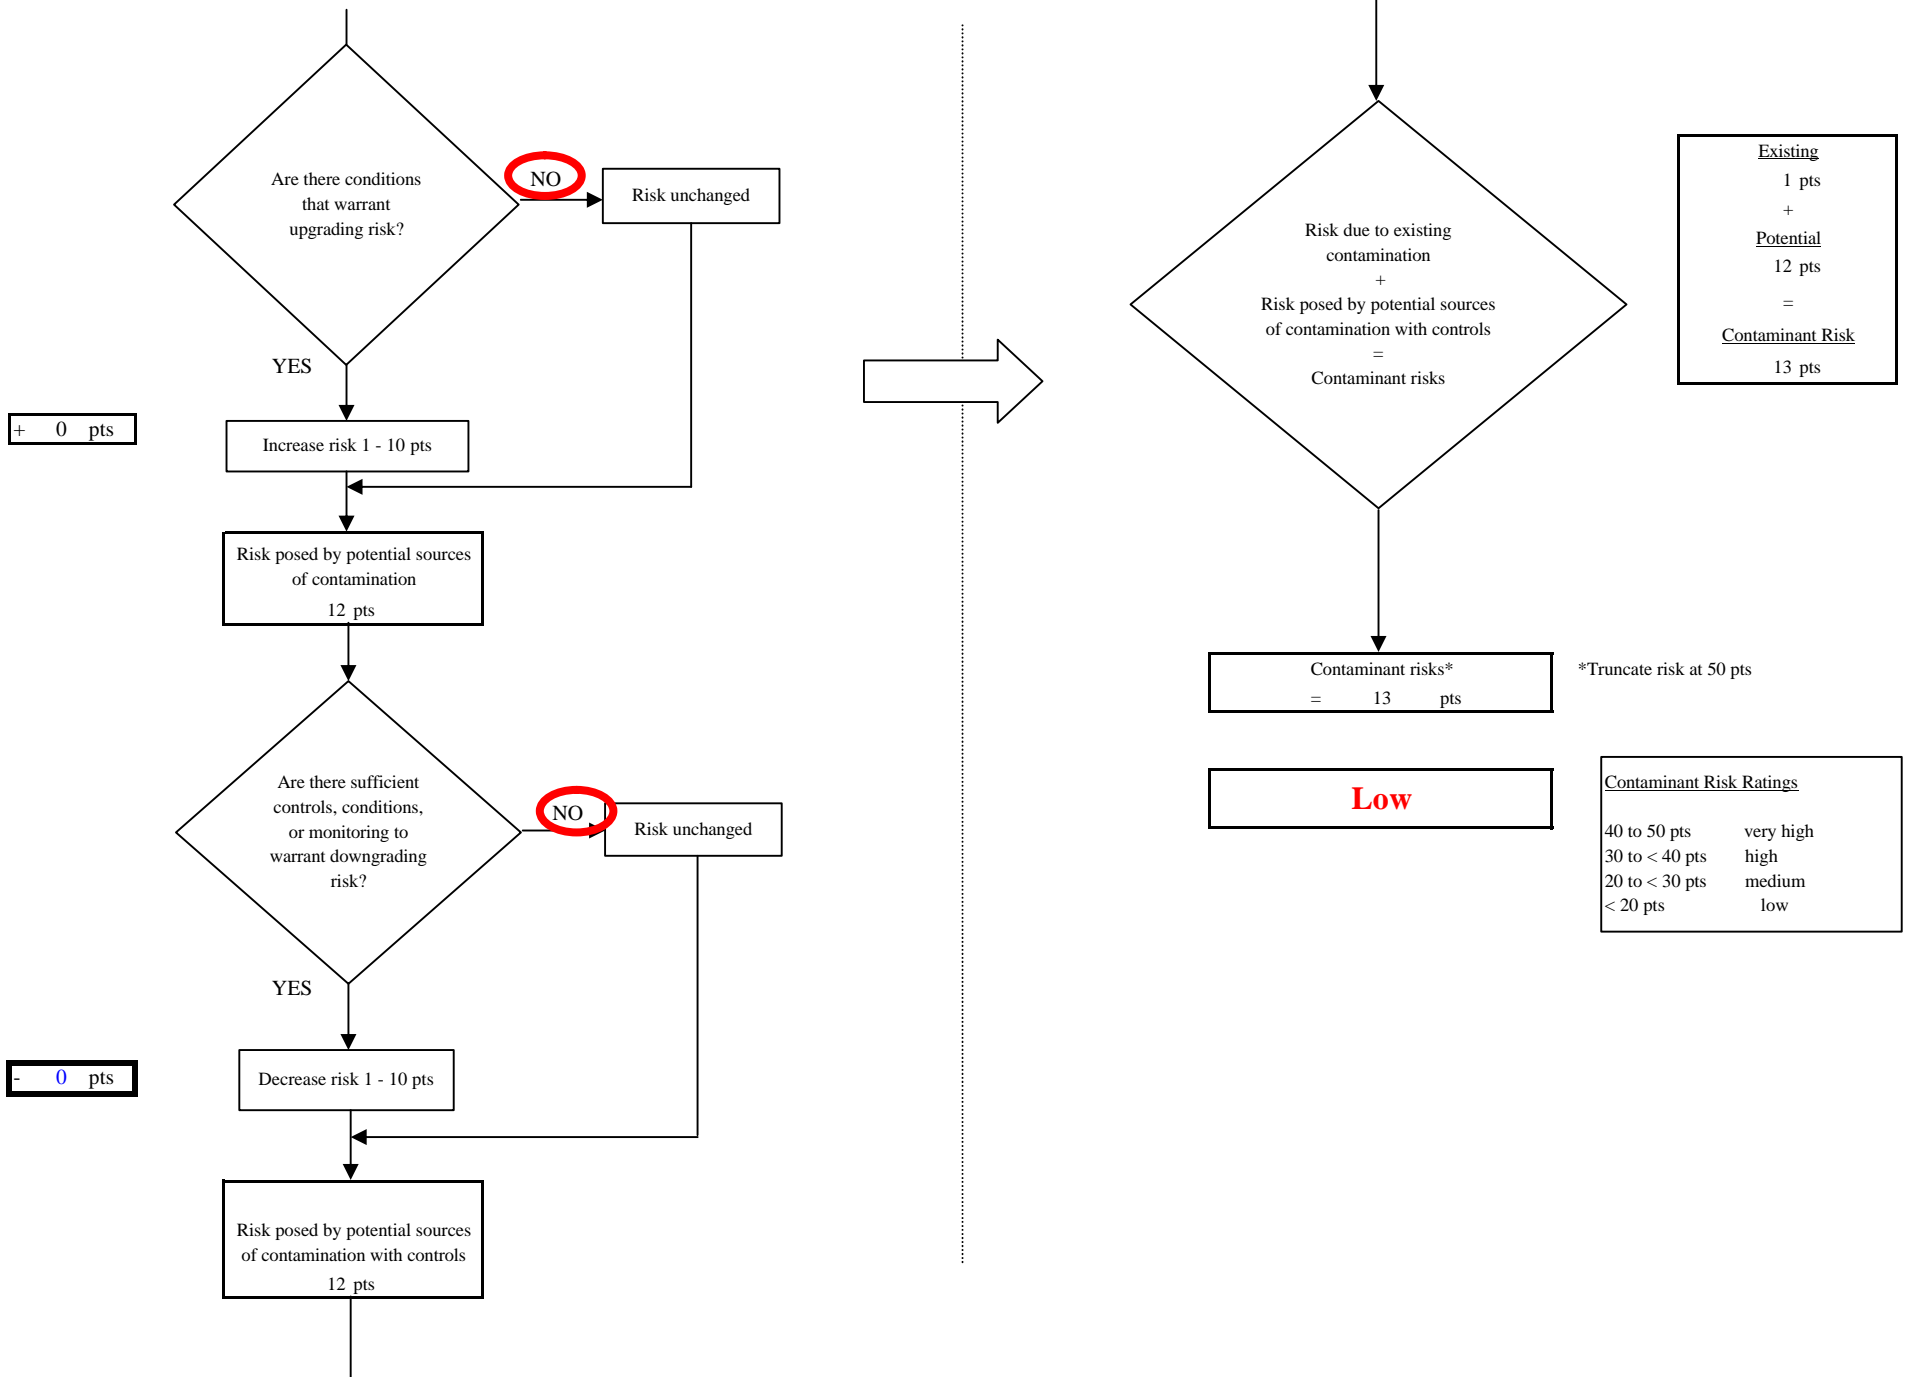 Are there conditions
that warrant
upgrading risk?
NO
Risk unchanged
YES
+ 0 pts
Increase risk 1 - 10 pts
Risk posed by potential sources
of contamination
12 pts
Are there sufficient
controls, conditions,
or monitoring to
warrant downgrading
risk?
NO
Risk unchanged
YES
- 0 pts
Decrease risk 1 - 10 pts
Risk posed by potential sources
of contamination with controls
12 pts
Risk due to existing
contamination
+
Risk posed by potential sources
of contamination with controls
=
Contaminant risks
Existing
1 pts
+
Potential
12 pts
=
Contaminant Risk
13 pts
Contaminant risks*
= 13 pts
*Truncate risk at 50 pts
Low
Contaminant Risk Ratings
40 to 50 pts very high
30 to < 40 pts high
20 to < 30 pts medium
< 20 pts low